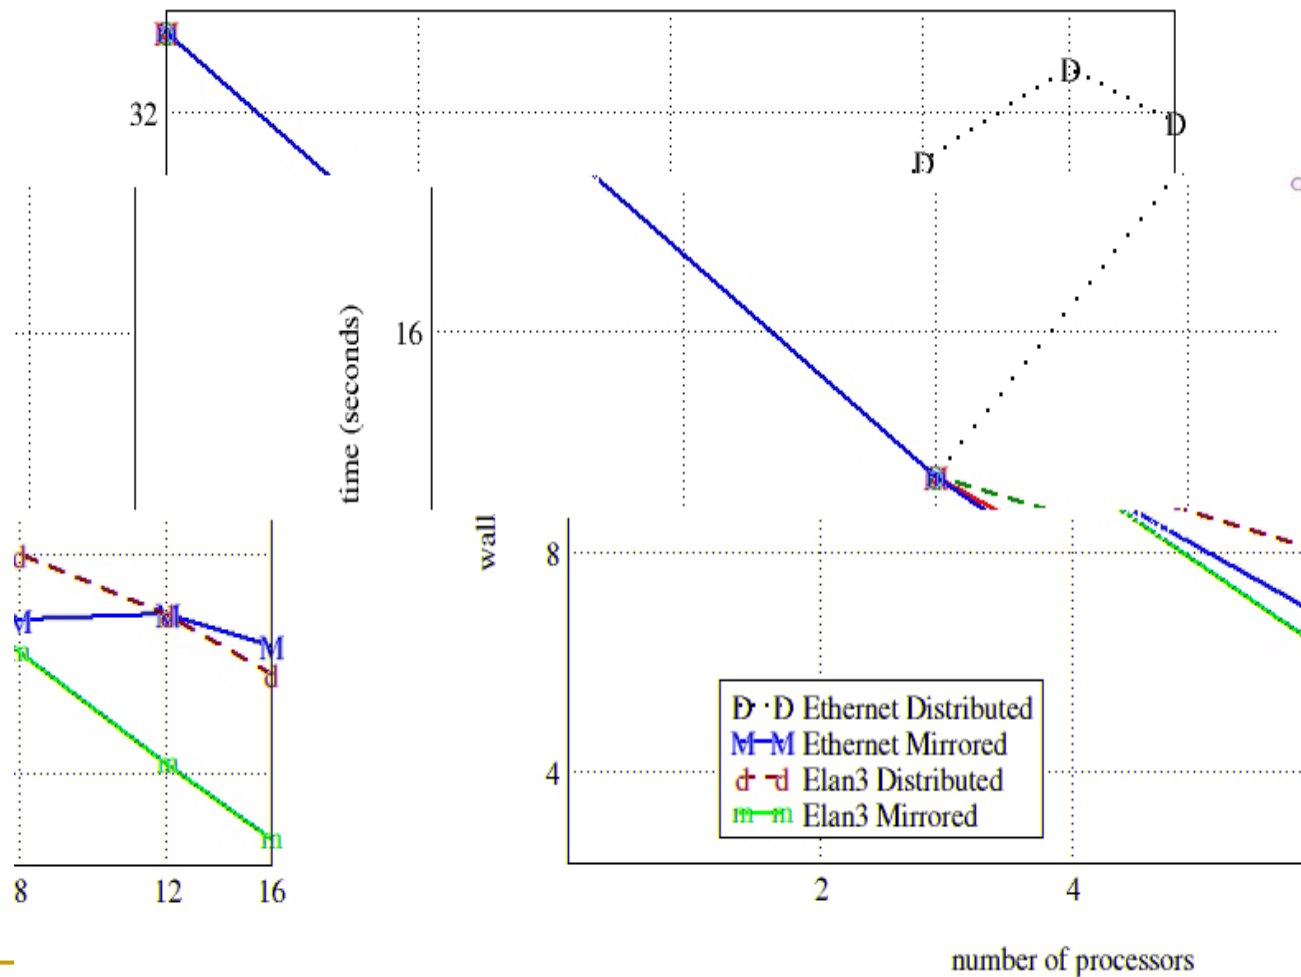 32
16
time (seconds)
wall
8
4
D D Ethernet Distributed
M M Ethernet Mirrored
d d Elan3 Distributed
m m Elan3 Mirrored
D
D
D
M
d
M
m
M
m
M
d
m
8 12 16 2 4
number of processors